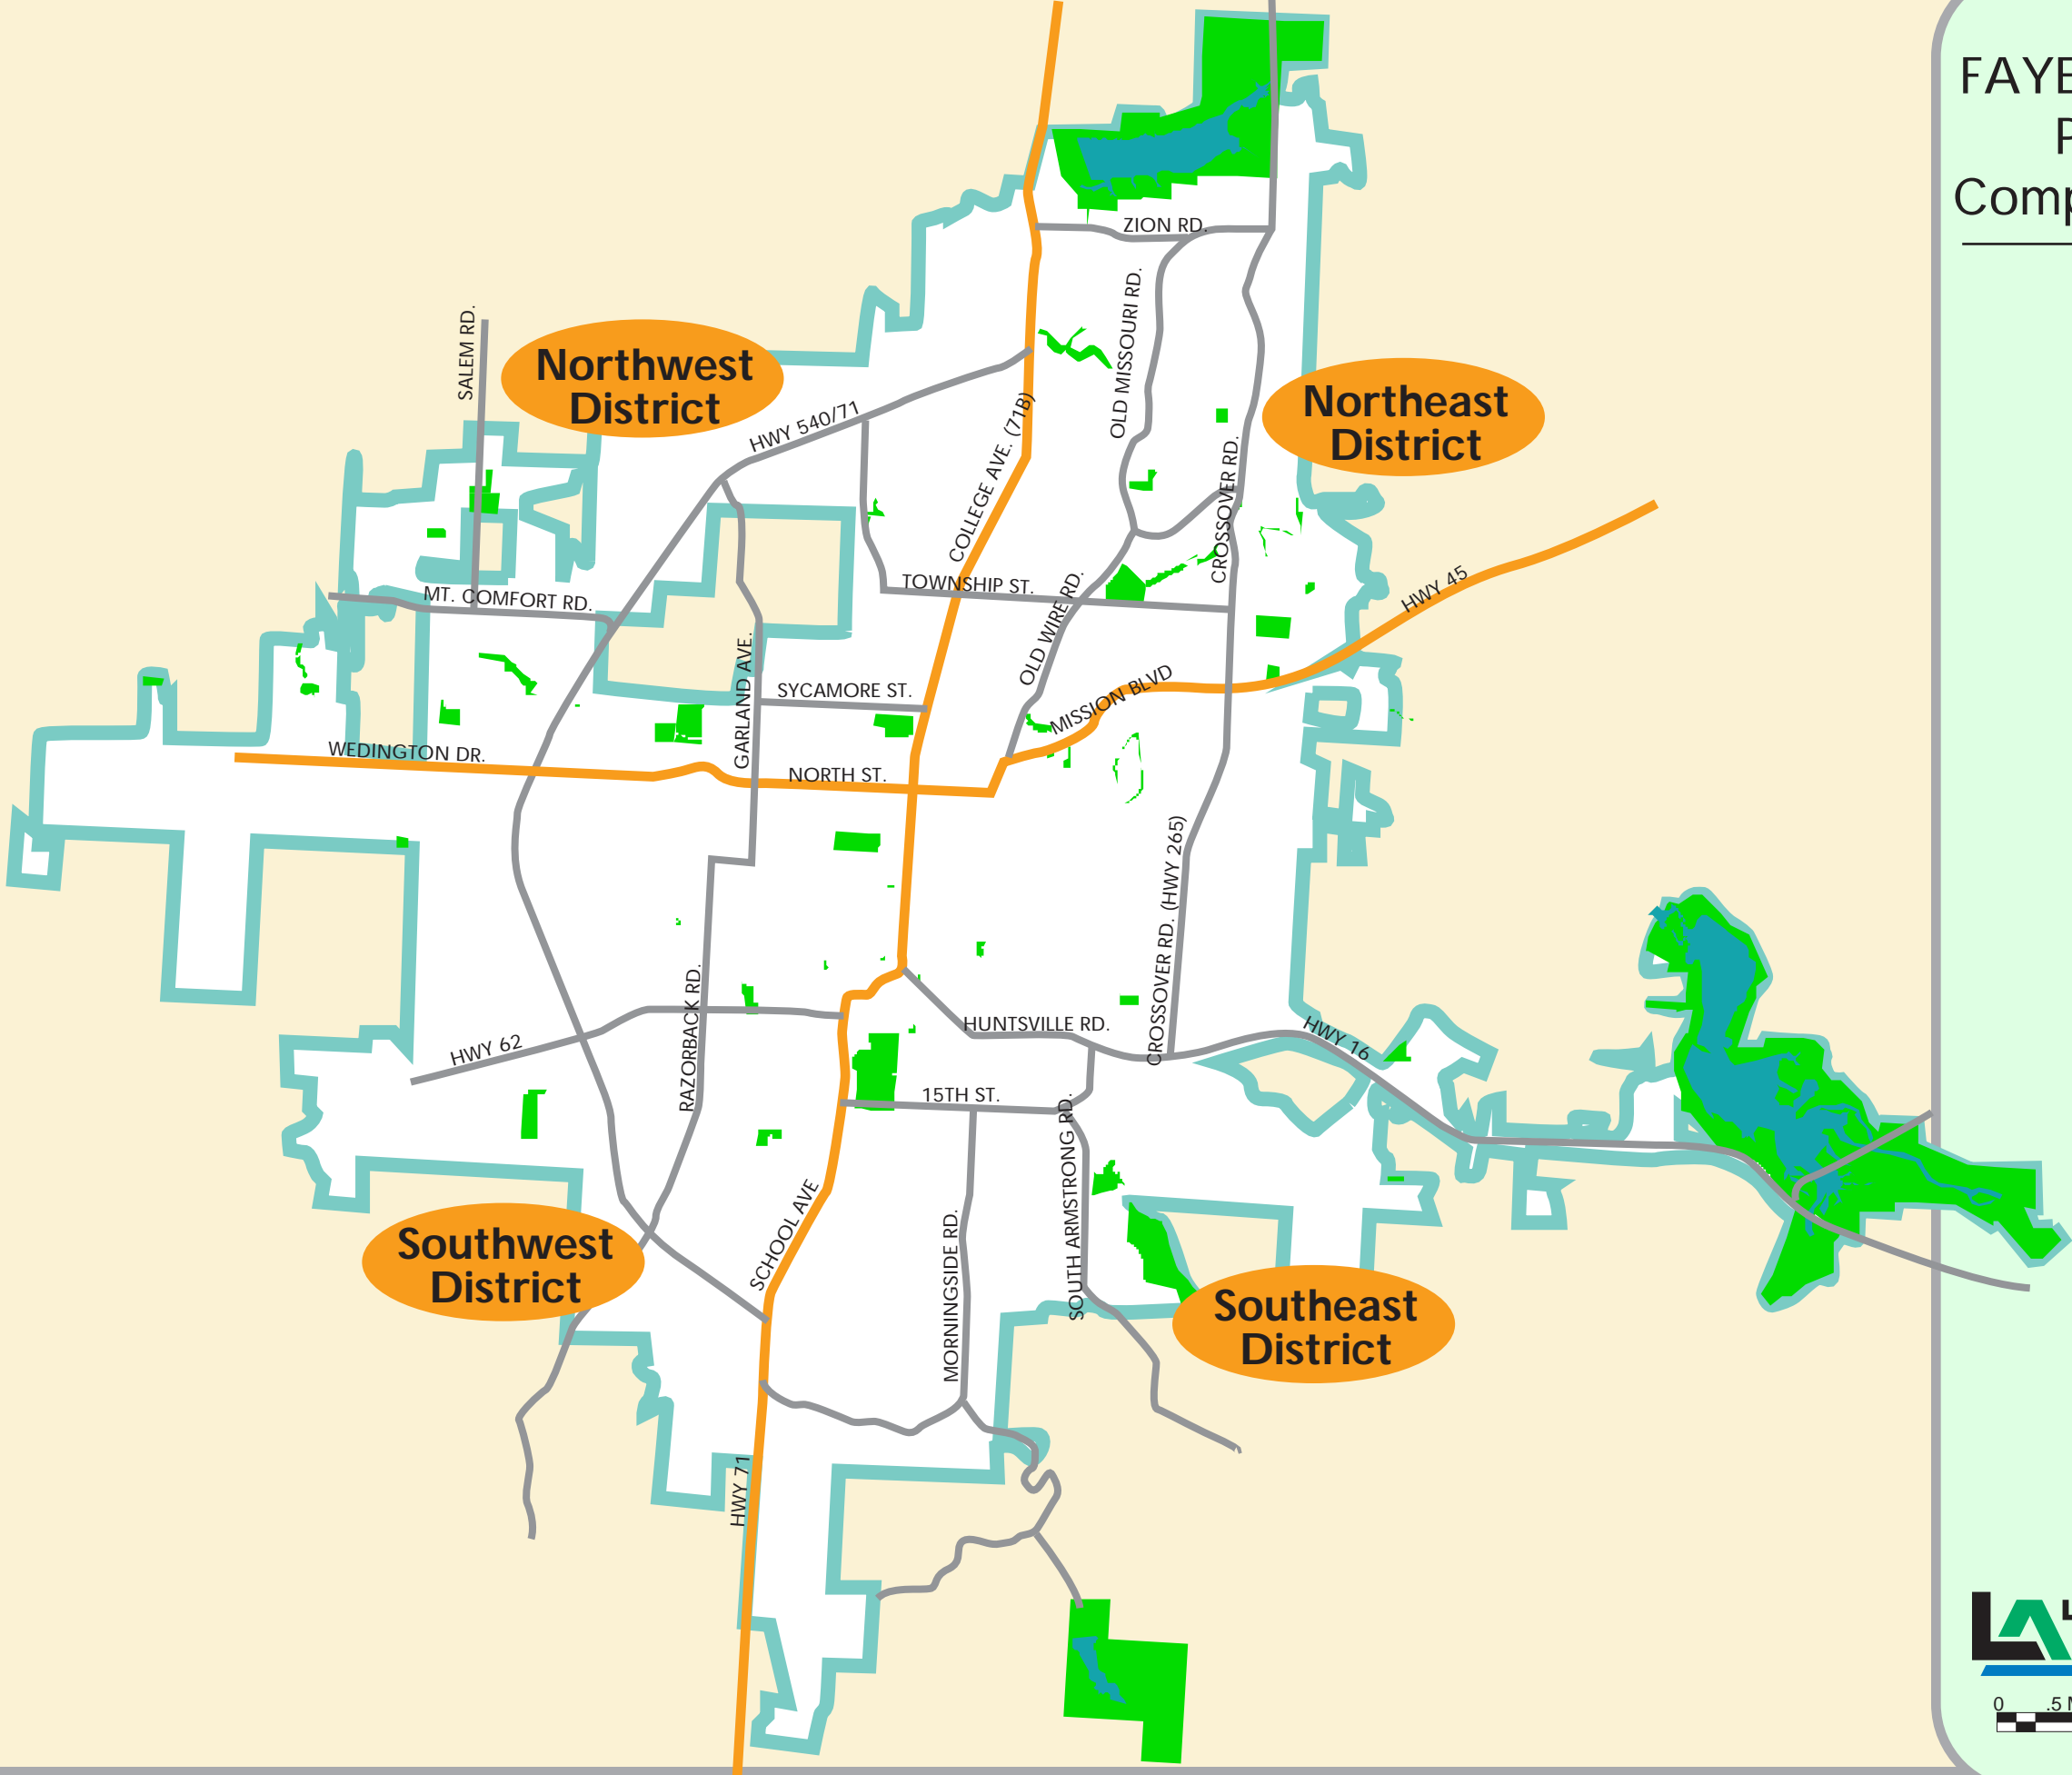 FAYE
P
Comp
ZION RD.
OLD MISSOURI RD.
SALEM RD.
Northwest
District
Northeast
District
HWY 540/71
COLLEGE AVE. (71B)
CROSSOVER RD.
HWY 45
TOWNSHIP ST.
MT. COMFORT RD.
OLD WIRE RD.
GARLAND AVE.
SYCAMORE ST.
MISSION BLVD
WEDINGTON DR.
NORTH ST.
CROSSOVER RD. (HWY 265)
RAZORBACK RD.
HUNTSVILLE RD.
HWY 16
HWY 62
15TH ST.
SOUTH ARMSTRONG RD.
SCHOOL AVE
MORNINGSIDE RD.
Southwest
District
Southeast
District
HWY 71
LA
0 .5 M